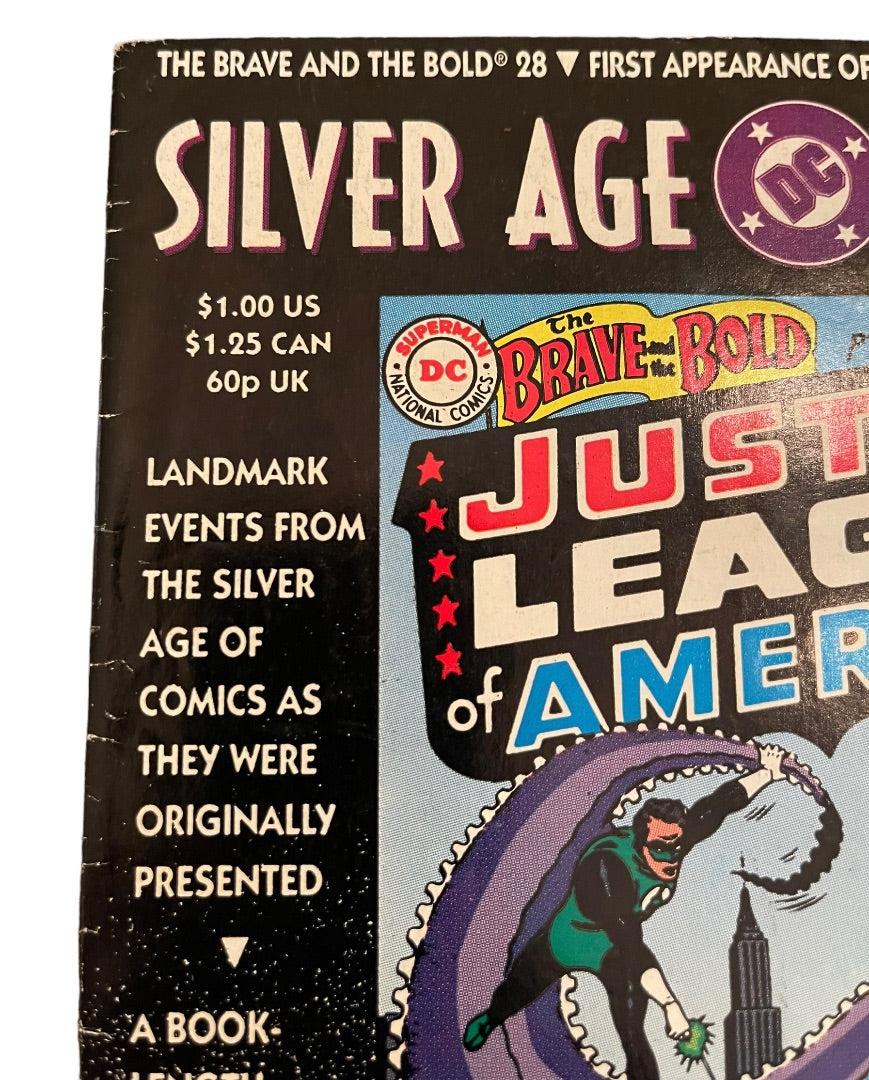 THE BRAVE AND THE BOLD® 28 ▼ FIRST APPEARANCE OF
SILVER AGE
DC
$1.00 US
$1.25 CAN
60p UK
LANDMARK
EVENTS FROM
THE SILVER
AGE OF
COMICS AS
THEY WERE
ORIGINALLY
PRESENTED
A BOOK-
LENGTH
SUPERMAN
DC
NATIONAL COMICS
The
BRAVE and the BOLD
JUST
LEAG
of AMER